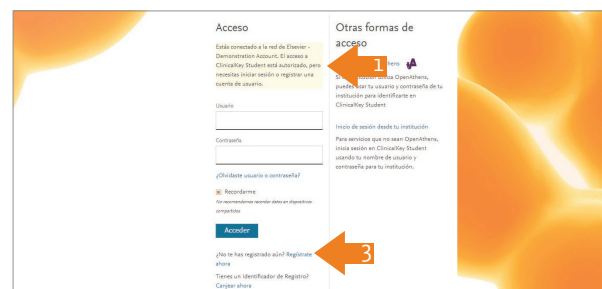 Acceso
Estás conectado a la red de Elsevier -
Demonstration Account. El acceso a
ClinicalKey Student está autorizado, pero
necesitas iniciar sesión o registrar una
cuenta de usuario.
1
Usuario
Contraseña
¿Olvidaste usuario o contraseña?
Recordarme
No recomendamos recordar datos en dispositivos
compartidos
Acceder
¿No te has registrado aún? Regístrate
ahora
3
Tienes un Identificador de Registro?
Canjear ahora
Otras formas de
acceso
puedes usar tu usuario y contraseña de tu
institución para identificarte en
ClinicalKey Student
Inicio de sesión desde tu institución
Para servicios que no sean OpenAthens,
inicia sesión en ClinicalKey Student
usando tu nombre de usuario y
contraseña para tu institución.